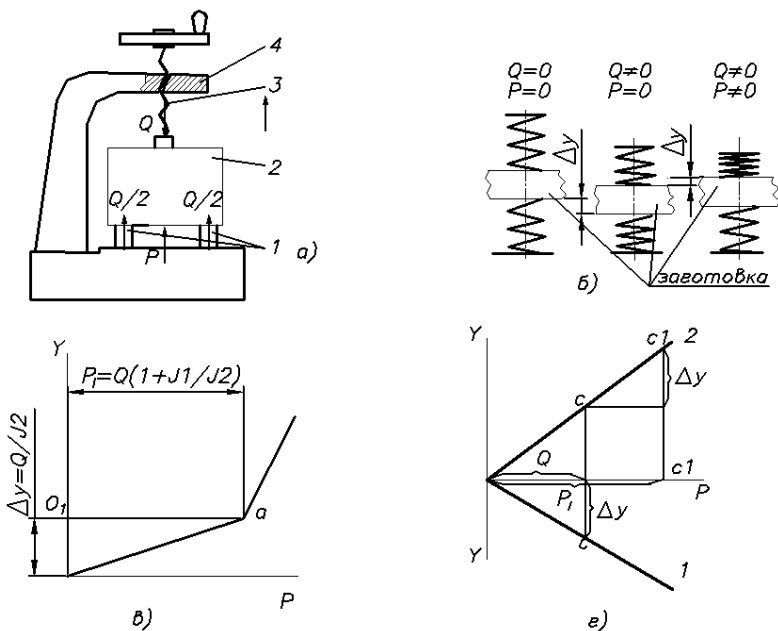 4
3
Q
2
Q/2 Q/2
1
P
а)
Q=0 Q≠0 Q≠0
P=0 P=0 P≠0
Δy Δy
заготовка
б)
Y
P₁=Q(1+J1/J2)
Δy=Q/J2
O₁
a
P
в)
Y
c1 2
Δy
c
Q c1
P₁ P
Δy
c
Y
1
г)